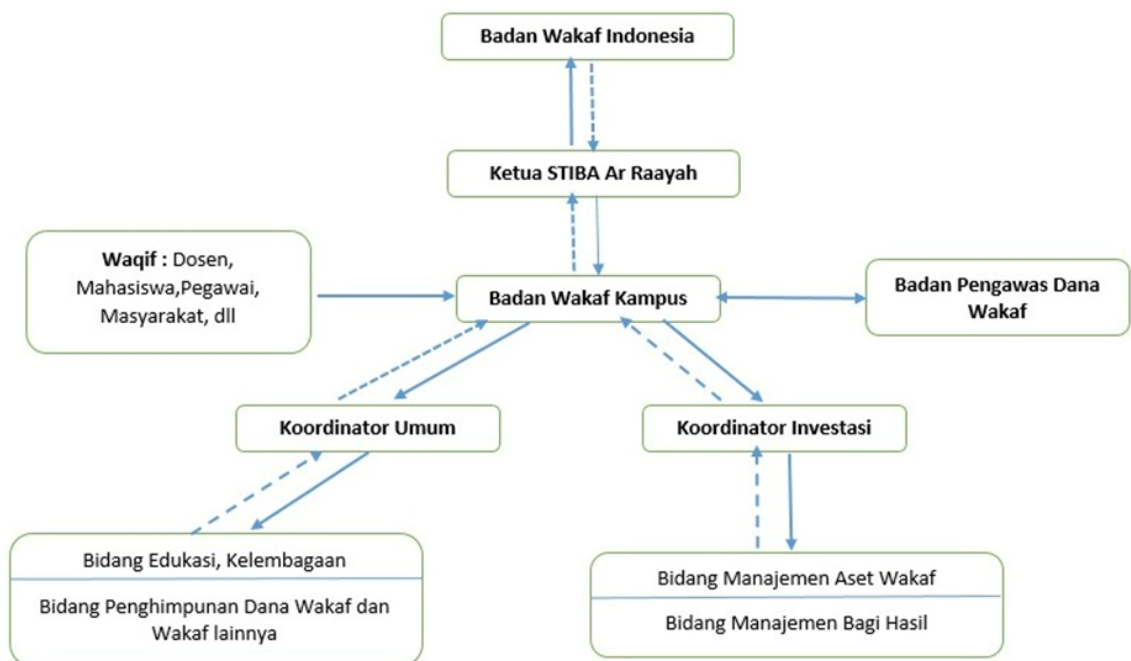 Badan Wakaf Indonesia
Ketua STIBA Ar Raayah
Waqif : Dosen,
Mahasiswa,Pegawai,
Masyarakat, dll
Badan Wakaf Kampus
Badan Pengawas Dana
Wakaf
Koordinator Umum
Koordinator Investasi
Bidang Edukasi, Kelembagaan
Bidang Penghimpunan Dana Wakaf dan
Wakaf lainnya
Bidang Manajemen Aset Wakaf
Bidang Manajemen Bagi Hasil